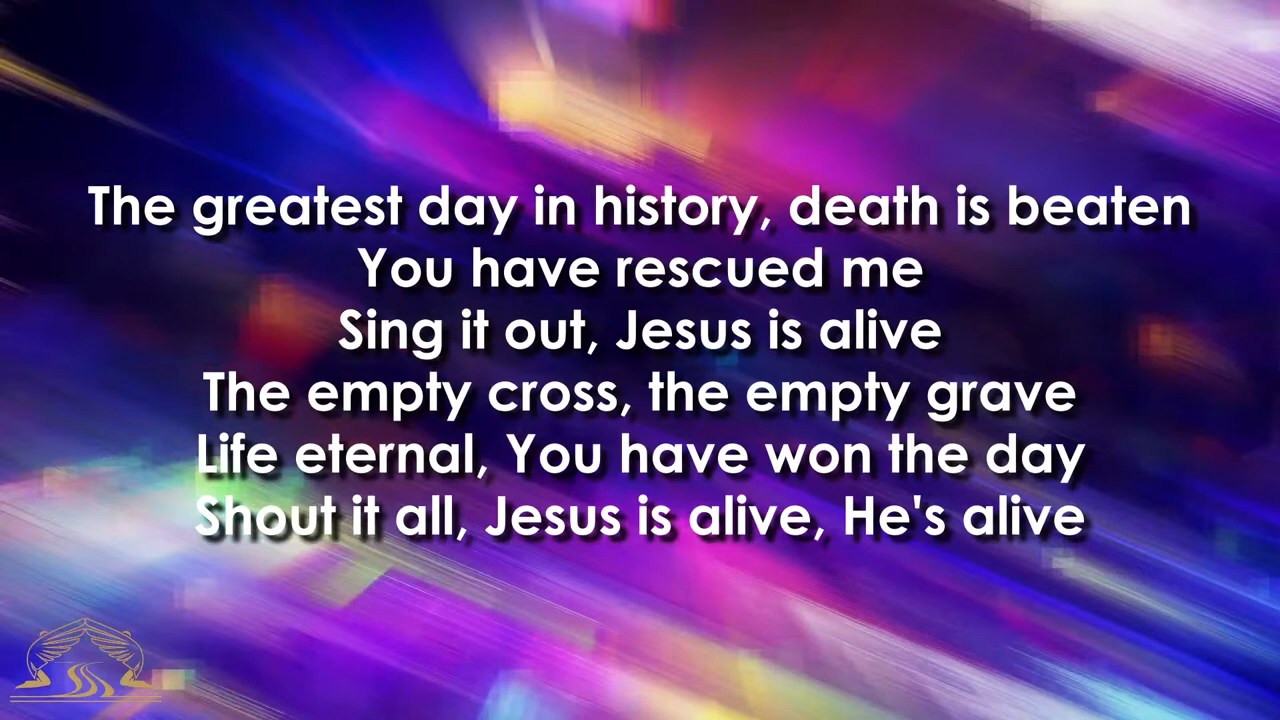 The greatest day in history, death is beaten
You have rescued me
Sing it out, Jesus is alive
The empty cross, the empty grave
Life eternal, You have won the day
Shout it all, Jesus is alive, He's alive